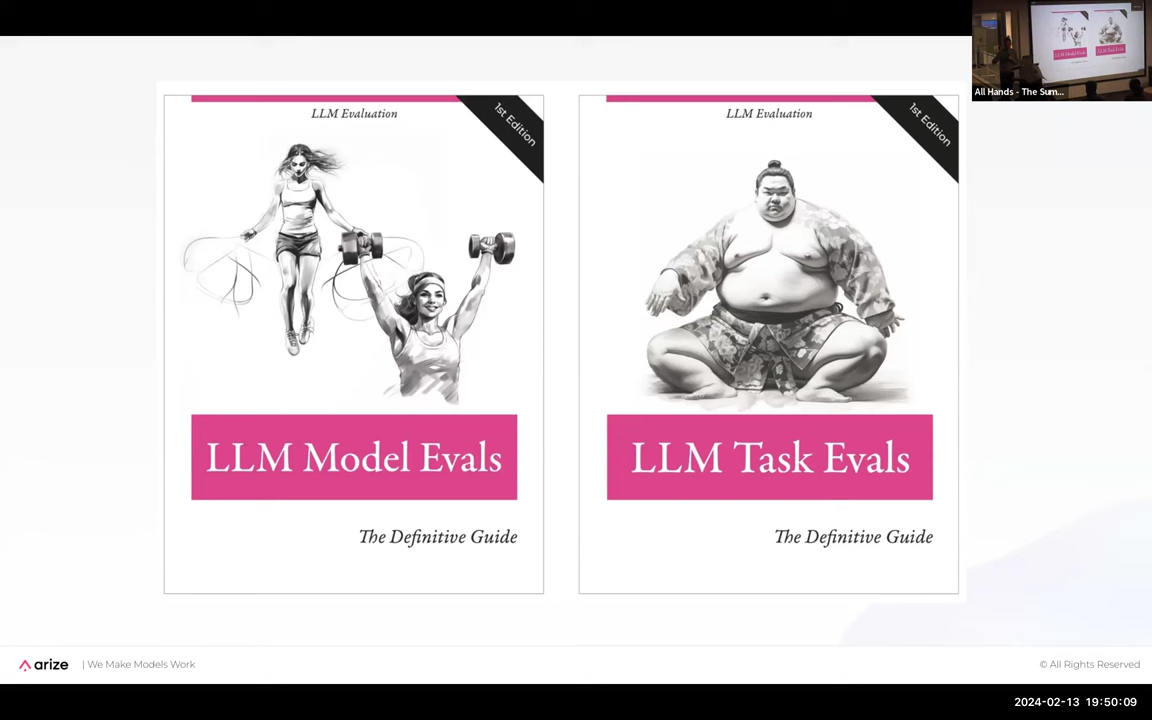 LLM Evaluation
1st Edition
LLM Model Evals
The Definitive Guide
LLM Evaluation
1st Edition
LLM Task Evals
The Definitive Guide
All Hands - The Sum...
arize | We Make Models Work
© All Rights Reserved
2024-02-13 19:50:09